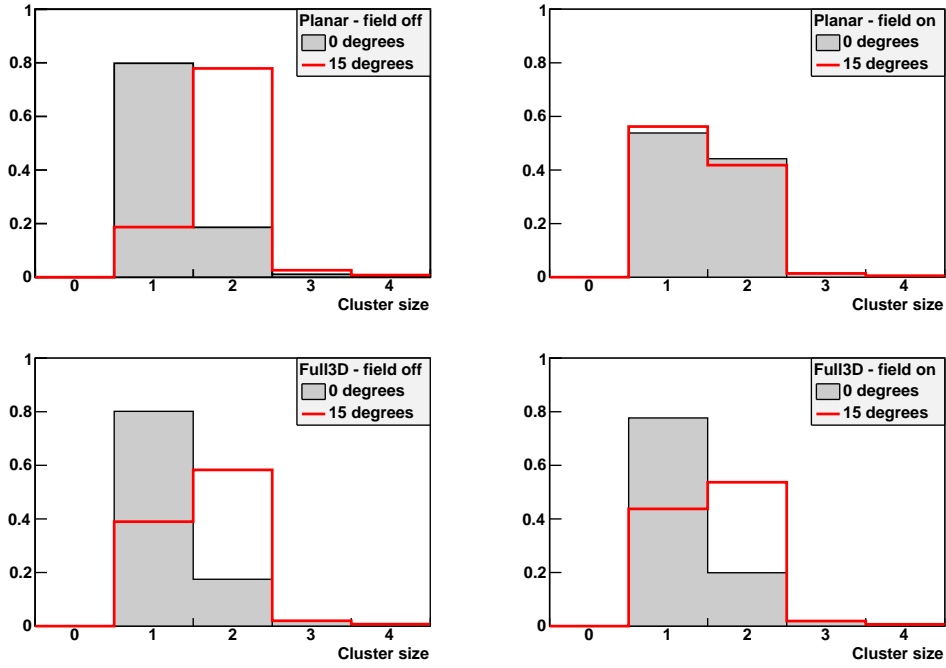 Planar - field off
0 degrees
15 degrees
1
0.8
0.6
0.4
0.2
0
0 1 2 3 4
Cluster size
Planar - field on
0 degrees
15 degrees
1
0.8
0.6
0.4
0.2
0
0 1 2 3 4
Cluster size
Full3D - field off
0 degrees
15 degrees
1
0.8
0.6
0.4
0.2
0
0 1 2 3 4
Cluster size
Full3D - field on
0 degrees
15 degrees
1
0.8
0.6
0.4
0.2
0
0 1 2 3 4
Cluster size